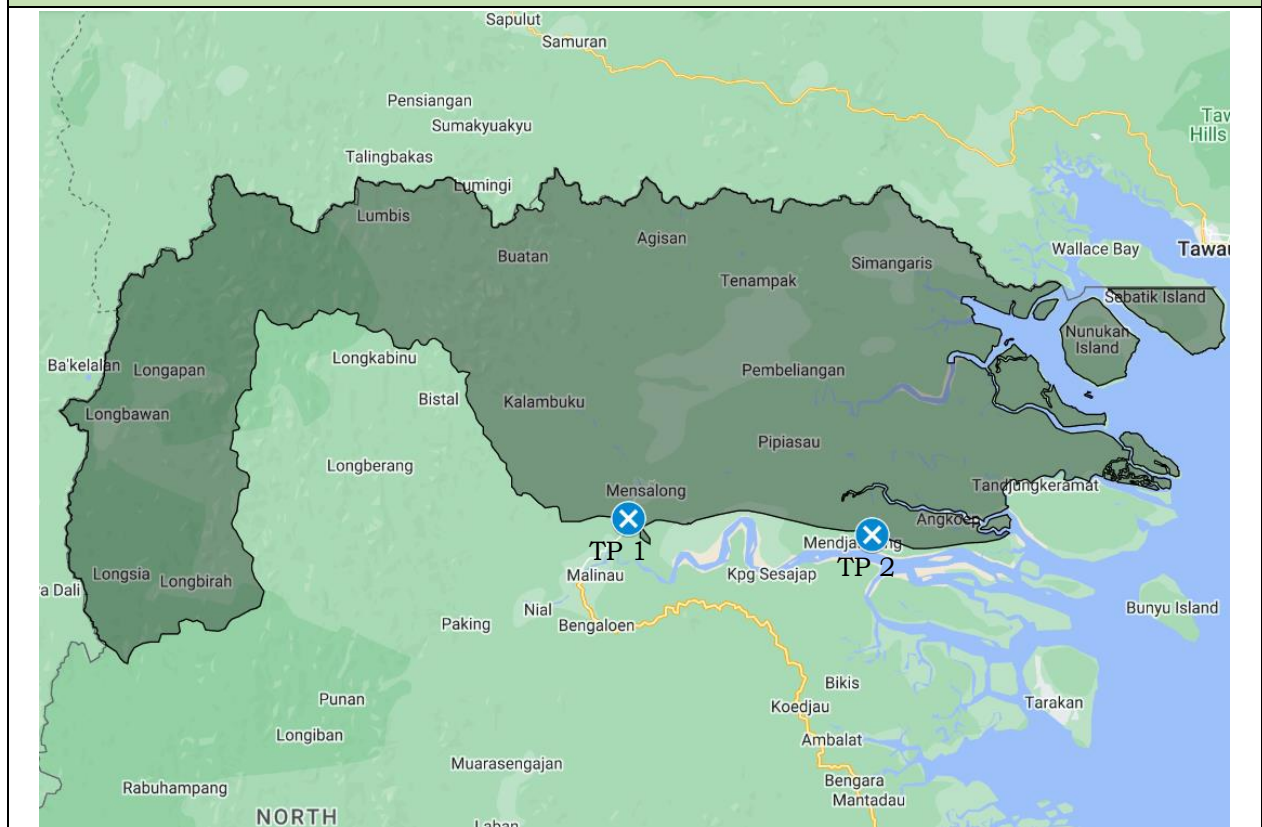 Sapulut
Samuran
Pensiangan
Sumakyuakyu
Talingbakas
Lumingi
Lumbis
Buatan
Agisan
Tenampak
Simangaris
Wallace Bay
Hills
Sebatik Island
Nunukan
Island
Ba'kelalan
Longapan
Longkabinu
Pembeliangan
Longbawan
Bistal
Kalambuku
Pipiasau
Longberang
Mensalong
Tandjungkeramat
Angkoep
TP 1
TP 2
Longsia
Longbirah
Malinau
Kpg Sesajap
Bunyu Island
Nial
Bengaloen
Paking
Punan
Bikis
Koedjau
Tarakan
Longiban
Ambalat
Muarasengajan
Rabuhampang
Bengara
Mantadau
NORTH